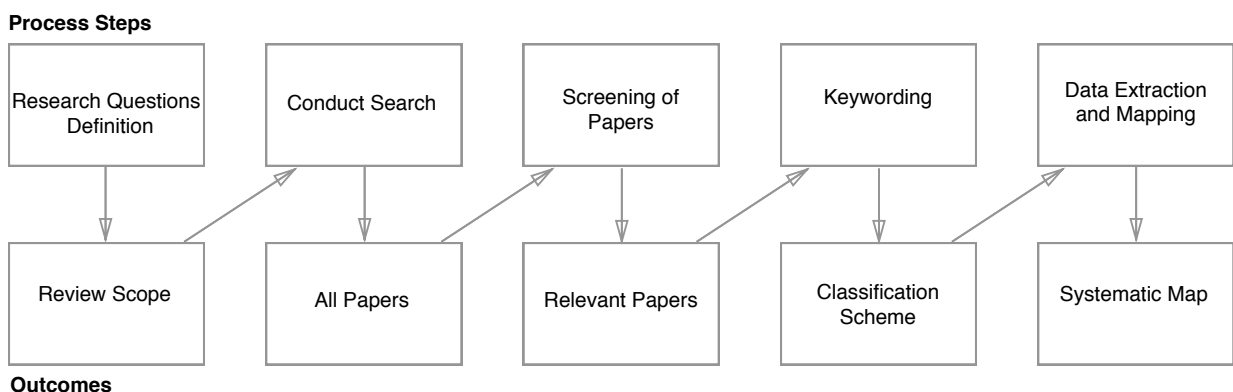 Process Steps
Research Questions
Definition
Conduct Search
Screening of
Papers
Keywording
Data Extraction
and Mapping
Review Scope
All Papers
Relevant Papers
Classification
Scheme
Systematic Map
Outcomes